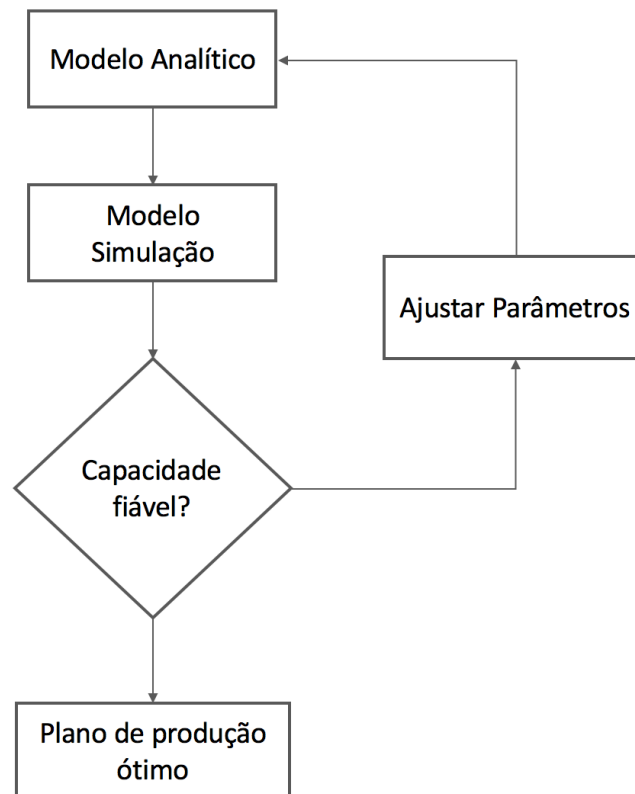 Modelo Analítico
Modelo
Simulação
Ajustar Parâmetros
Capacidade
fiável?
Plano de produção
ótimo